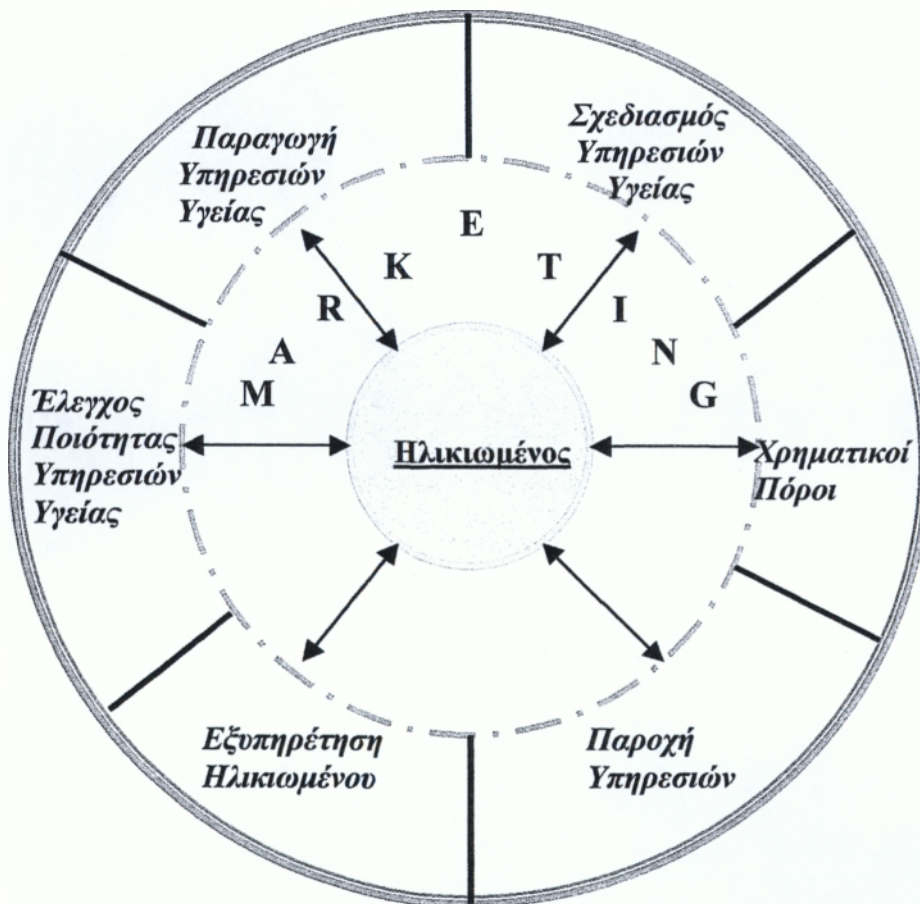 Παραγωγή
Υπηρεσιών
Υγείας
Σχεδιασμός
Υπηρεσιών
Υγείας
M A R K E T I N G
Έλεγχος
Ποιότητας
Υπηρεσιών
Υγείας
Ηλικιωμένος
Χρηματικοί
Πόροι
Εξυπηρέτηση
Ηλικιωμένου
Παροχή
Υπηρεσιών